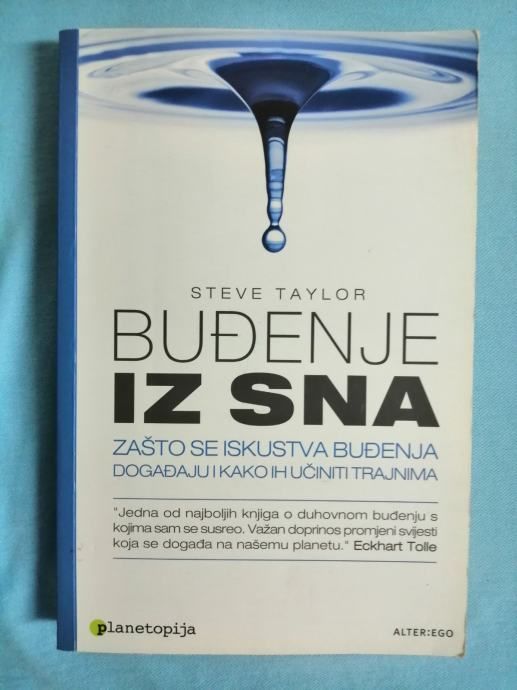 STEVE TAYLOR
BUĐENJE
IZ SNA
ZAŠTO SE ISKUSTVA BUĐENJA
DOGAĐAJU I KAKO IH UČINITI TRAJNIMA
"Jedna od najboljih knjiga o duhovnom buđenju s
kojima sam se susreo. Važan doprinos promjeni svijesti
koja se događa na našemu planetu." Eckhart Tolle
planetopija
ALTER:EGO